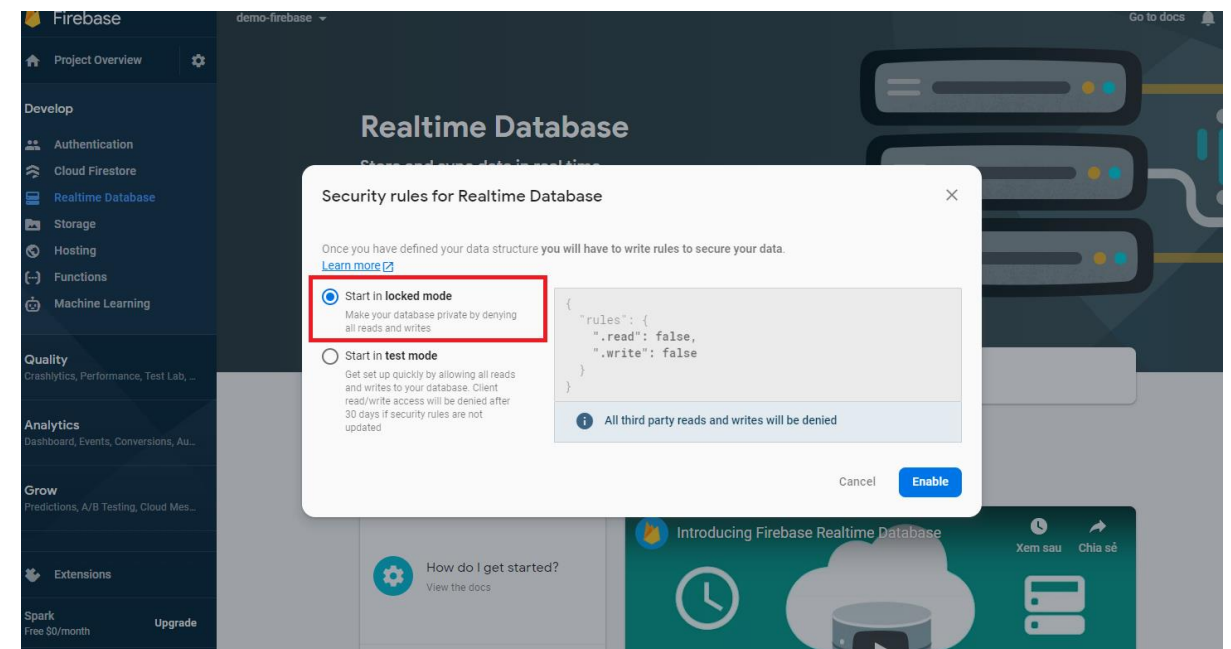 Firebase
demo-firebase
Go to docs
Project Overview
Develop
Authentication
Cloud Firestore
Realtime Database
Storage
Hosting
Functions
Machine Learning
Quality
Crashlytics, Performance, Test Lab, ...
Analytics
Dashboard, Events, Conversions, Au...
Grow
Predictions, A/B Testing, Cloud Mes...
Extensions
Spark
Free $0/month
Upgrade
Realtime Database
Store and sync data in real time
Security rules for Realtime Database
Once you have defined your data structure you will have to write rules to secure your data.
Learn more
Start in locked mode
Make your database private by denying
all reads and writes
Start in test mode
Get set up quickly by allowing all reads
and writes to your database. Client
read/write access will be denied after
30 days if security rules are not
updated
{
"rules": {
".read": false,
".write": false
}
}
All third party reads and writes will be denied
Cancel
Enable
How do I get started?
View the docs
Introducing Firebase Realtime Database
Xem sau
Chia sẻ